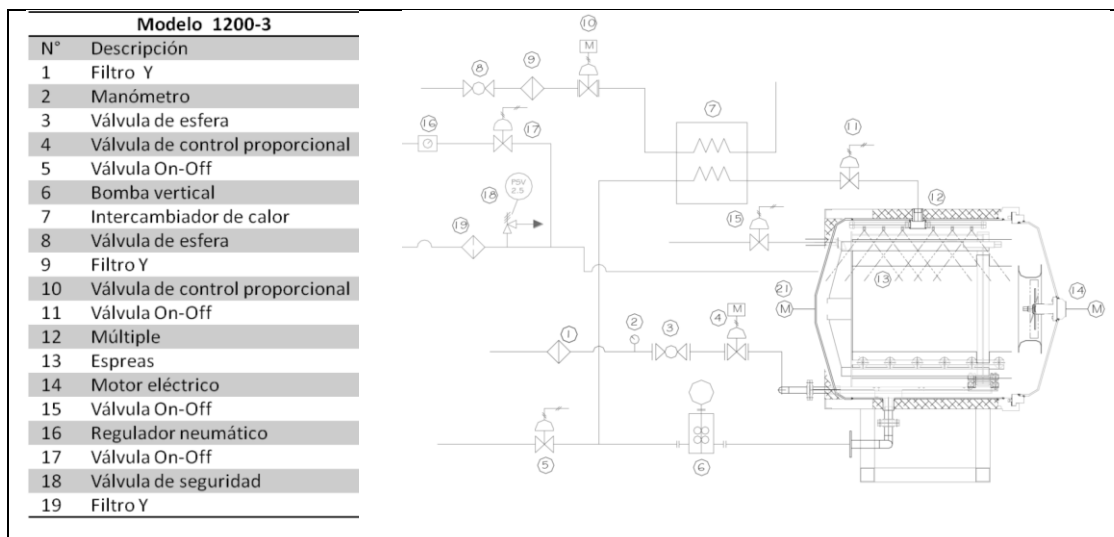 Modelo 1200-3
N° Descripción
1 Filtro Y
2 Manómetro
3 Válvula de esfera
4 Válvula de control proporcional
5 Válvula On-Off
6 Bomba vertical
7 Intercambiador de calor
8 Válvula de esfera
9 Filtro Y
10 Válvula de control proporcional
11 Válvula On-Off
12 Múltiple
13 Espreas
14 Motor eléctrico
15 Válvula On-Off
16 Regulador neumático
17 Válvula On-Off
18 Válvula de seguridad
19 Filtro Y
10
M
8
9
7
16
17
11
PSV
2.5
18
12
15
19
13
21
14
M
M
M
4
1
2
3
5
6